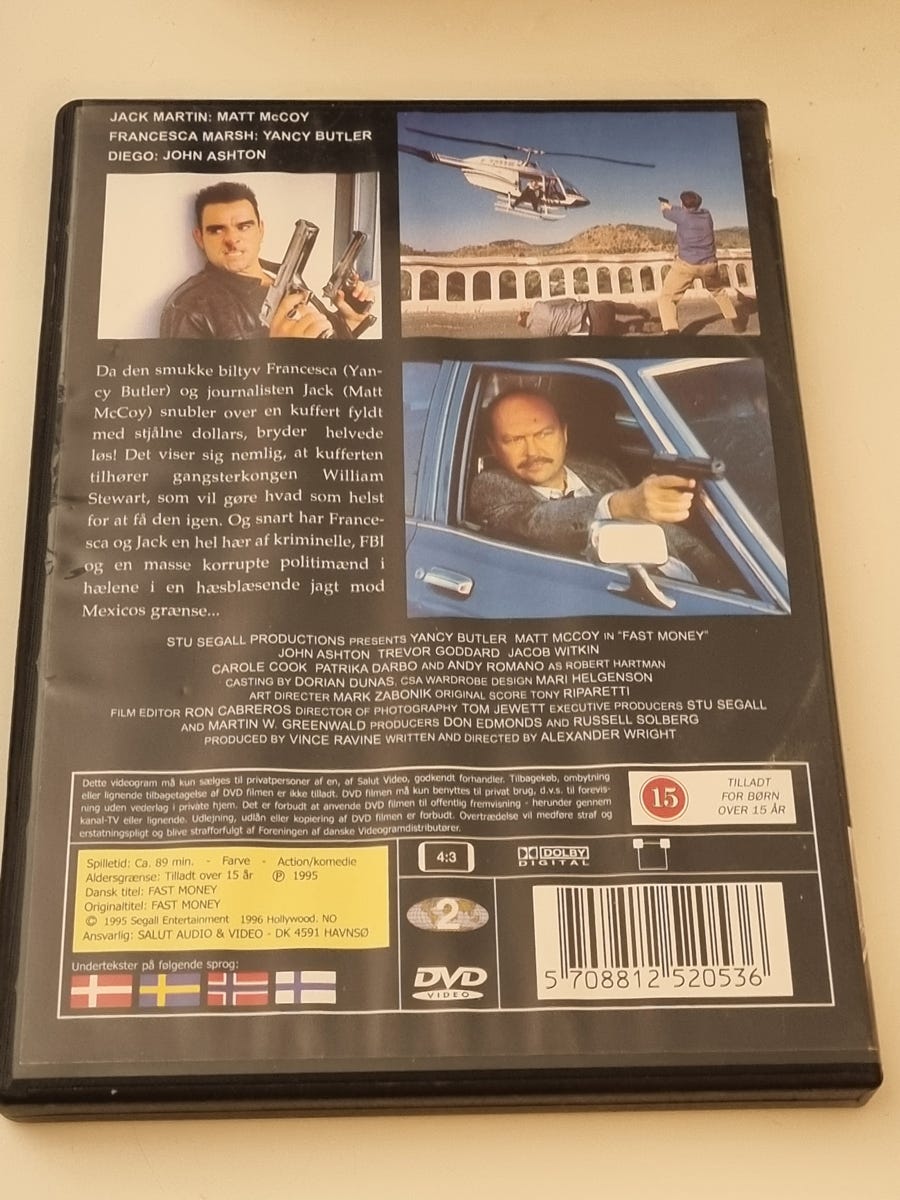 JACK MARTIN: MATT McCOY
FRANCESCA MARSH: YANCY BUTLER
DIEGO: JOHN ASHTON
Da den smukke biltyv Francesca (Yan-
cy Butler) og journalisten Jack (Matt
McCoy) snubler over en kuffert fyldt
med stjålne dollars, bryder helvede
løs! Det viser sig nemlig, at kufferten
tilhører gangsterkongen William
Stewart, som vil gøre hvad som helst
for at få den igen. Og snart har France-
sca og Jack en hel hær af kriminelle, FBI
og en masse korrupte politimænd i
hælene i en hæsblæsende jagt mod
Mexicos grænse...
STU SEGALL PRODUCTIONS PRESENTS YANCY BUTLER MATT MCCOY IN "FAST MONEY"
JOHN ASHTON TREVOR GODDARD JACOB WITKIN
CAROLE COOK PATRIKA DARBO AND ANDY ROMANO AS ROBERT HARTMAN
CASTING BY DORIAN DUNAS, CSA WARDROBE DESIGN MARI HELGENSON
ART DIRECTER MARK ZABONIK ORIGINAL SCORE TONY RIPARETTI
FILM EDITOR RON CABREROS DIRECTOR OF PHOTOGRAPHY TOM JEWETT EXECUTIVE PRODUCERS STU SEGALL
AND MARTIN W. GREENWALD PRODUCERS DON EDMONDS AND RUSSELL SOLBERG
PRODUCED BY VINCE RAVINE WRITTEN AND DIRECTED BY ALEXANDER WRIGHT
Dette videogram må kun sælges til privatpersoner af en, af Salut Video, godkendt forhandler. Tilbagekøb, ombytning
eller lignende tilbagetagelse af DVD filmen er ikke tilladt. DVD filmen må kun benyttes til privat brug, d.v.s. til forevis-
ning uden vederlag i private hjem. Det er forbudt at anvende DVD filmen til offentlig fremvisning - herunder gennem
kanal-TV eller lignende. Udlejning, udlån eller kopiering af DVD filmen er forbudt. Overtrædelse vil medføre straf og
erstatningspligt og blive strafforfulgt af Foreningen af danske Videogramdistributører.
15
TILLADT
FOR BØRN
OVER 15 ÅR
Spilletid: Ca. 89 min. - Farve - Action/komedie
Aldersgrænse: Tilladt over 15 år ℗ 1995
Dansk titel: FAST MONEY
Originaltitel: FAST MONEY
© 1995 Segall Entertainment 1996 Hollywood. NO
Ansvarlig: SALUT AUDIO & VIDEO - DK 4591 HAVNSØ
Undertekster på følgende sprog:
4:3
DOLBY
DIGITAL
2
DVD
VIDEO
5 708812 520536